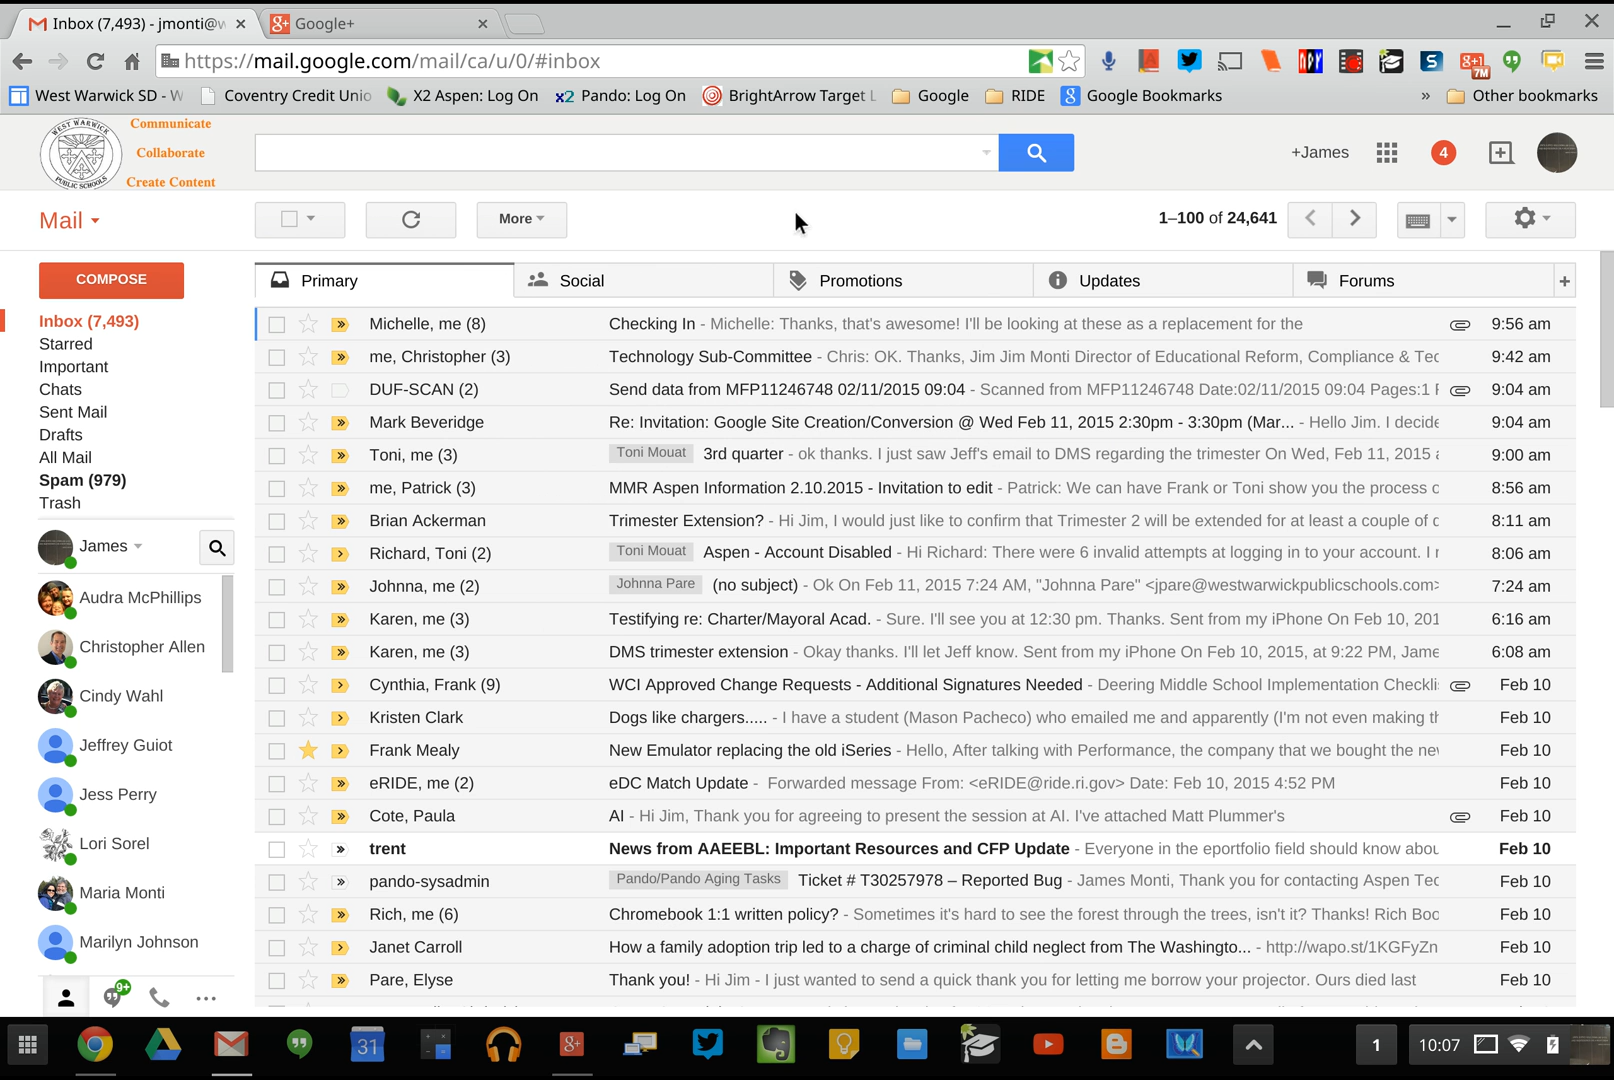 Inbox (7,493) - jmonti@w
Google+
https://mail.google.com/mail/ca/u/0/#inbox
7M
West Warwick SD - W
Coventry Credit Unio
X2 Aspen: Log On
x2 Pando: Log On
BrightArrow Target L
Google
RIDE
Google Bookmarks
» Other bookmarks
WEST WARWICK
PUBLIC SCHOOLS
Communicate
Collaborate
Create Content
+James
4
Mail
More
1–100 of 24,641
COMPOSE
Primary
Social
Promotions
Updates
Forums
+
Inbox (7,493)
Starred
Important
Chats
Sent Mail
Drafts
All Mail
Spam (979)
Trash
James
Audra McPhillips
Christopher Allen
Cindy Wahl
Jeffrey Guiot
Jess Perry
Lori Sorel
Maria Monti
Marilyn Johnson
9+
Michelle, me (8) Checking In - Michelle: Thanks, that's awesome! I'll be looking at these as a replacement for the 9:56 am
me, Christopher (3) Technology Sub-Committee - Chris: OK. Thanks, Jim Jim Monti Director of Educational Reform, Compliance & Tec 9:42 am
DUF-SCAN (2) Send data from MFP11246748 02/11/2015 09:04 - Scanned from MFP11246748 Date:02/11/2015 09:04 Pages:1 9:04 am
Mark Beveridge Re: Invitation: Google Site Creation/Conversion @ Wed Feb 11, 2015 2:30pm - 3:30pm (Mar... - Hello Jim. I decide 9:04 am
Toni, me (3) Toni Mouat 3rd quarter - ok thanks. I just saw Jeff's email to DMS regarding the trimester On Wed, Feb 11, 2015 9:00 am
me, Patrick (3) MMR Aspen Information 2.10.2015 - Invitation to edit - Patrick: We can have Frank or Toni show you the process 8:56 am
Brian Ackerman Trimester Extension? - Hi Jim, I would just like to confirm that Trimester 2 will be extended for at least a couple of 8:11 am
Richard, Toni (2) Toni Mouat Aspen - Account Disabled - Hi Richard: There were 6 invalid attempts at logging in to your account. I 8:06 am
Johnna, me (2) Johnna Pare (no subject) - Ok On Feb 11, 2015 7:24 AM, "Johnna Pare" <jpare@westwarwickpublicschools.com> 7:24 am
Karen, me (3) Testifying re: Charter/Mayoral Acad. - Sure. I'll see you at 12:30 pm. Thanks. Sent from my iPhone On Feb 10, 201 6:16 am
Karen, me (3) DMS trimester extension - Okay thanks. I'll let Jeff know. Sent from my iPhone On Feb 10, 2015, at 9:22 PM, Jame 6:08 am
Cynthia, Frank (9) WCI Approved Change Requests - Additional Signatures Needed - Deering Middle School Implementation Checkli Feb 10
Kristen Clark Dogs like chargers..... - I have a student (Mason Pacheco) who emailed me and apparently (I'm not even making th Feb 10
Frank Mealy New Emulator replacing the old iSeries - Hello, After talking with Performance, the company that we bought the new Feb 10
eRIDE, me (2) eDC Match Update - Forwarded message From: <eRIDE@ride.ri.gov> Date: Feb 10, 2015 4:52 PM Feb 10
Cote, Paula AI - Hi Jim, Thank you for agreeing to present the session at AI. I've attached Matt Plummer's Feb 10
trent News from AAEEBL: Important Resources and CFP Update - Everyone in the eportfolio field should know abou Feb 10
pando-sysadmin Pando/Pando Aging Tasks Ticket # T30257978 – Reported Bug - James Monti, Thank you for contacting Aspen Tec Feb 10
Rich, me (6) Chromebook 1:1 written policy? - Sometimes it's hard to see the forest through the trees, isn't it? Thanks! Rich Boo Feb 10
Janet Carroll How a family adoption trip led to a charge of criminal child neglect from The Washingto... - http://wapo.st/1KGFyZn Feb 10
Pare, Elyse Thank you! - Hi Jim - I just wanted to send a quick thank you for letting me borrow your projector. Ours died last Feb 10
31
1
10:07